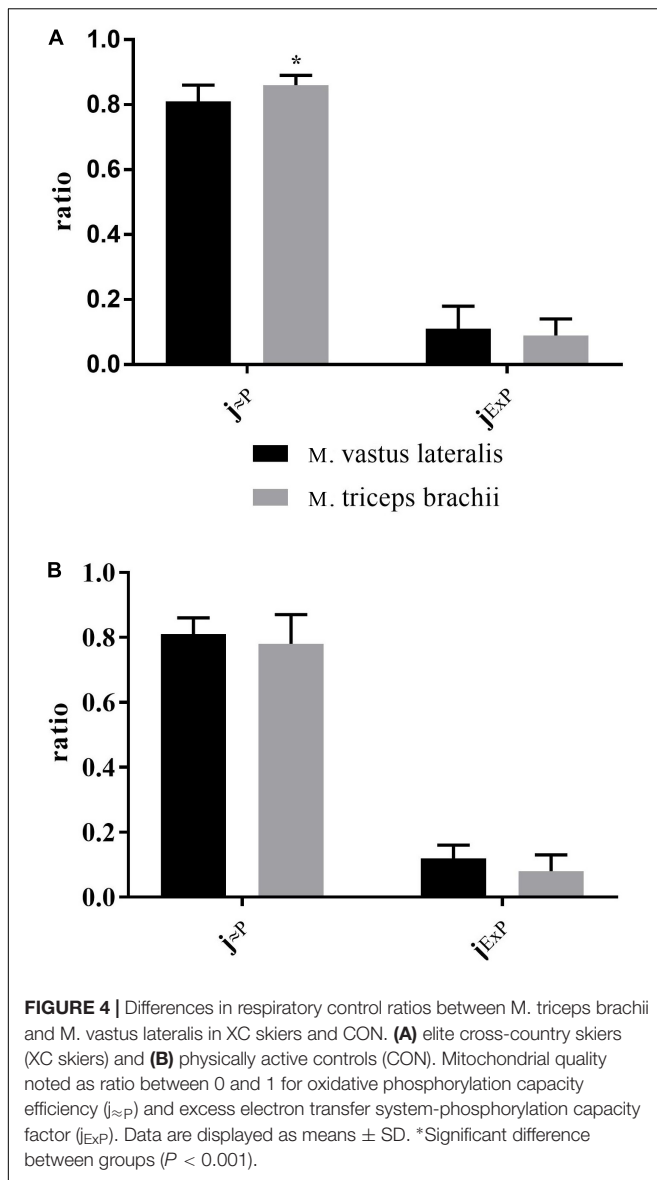 A
1.0
0.8
0.6
0.4
0.2
0.0
ratio
*
j≈P
jExP
M. vastus lateralis
M. triceps brachii
B
1.0
0.8
0.6
0.4
0.2
0.0
ratio
j≈P
jExP
FIGURE 4 | Differences in respiratory control ratios between M. triceps brachii
and M. vastus lateralis in XC skiers and CON. (A) elite cross-country skiers
(XC skiers) and (B) physically active controls (CON). Mitochondrial quality
noted as ratio between 0 and 1 for oxidative phosphorylation capacity
efficiency (j≈P) and excess electron transfer system-phosphorylation capacity
factor (jExP). Data are displayed as means ± SD. *Significant difference
between groups (P < 0.001).